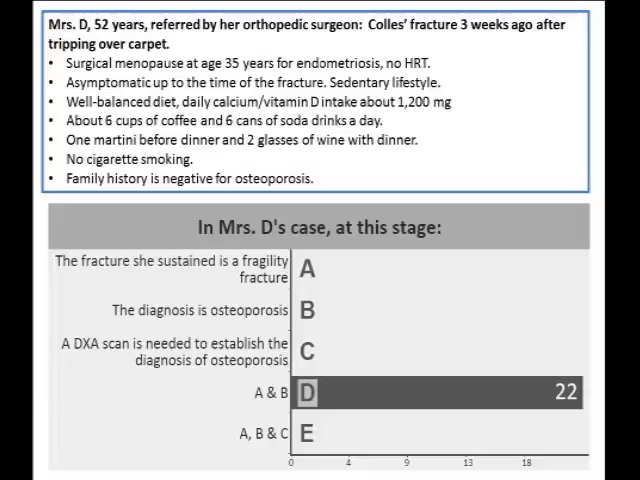 Mrs. D, 52 years, referred by her orthopedic surgeon: Colles' fracture 3 weeks ago after
tripping over carpet.
• Surgical menopause at age 35 years for endometriosis, no HRT.
• Asymptomatic up to the time of the fracture. Sedentary lifestyle.
• Well-balanced diet, daily calcium/vitamin D intake about 1,200 mg
• About 6 cups of coffee and 6 cans of soda drinks a day.
• One martini before dinner and 2 glasses of wine with dinner.
• No cigarette smoking.
• Family history is negative for osteoporosis.
In Mrs. D's case, at this stage:
The fracture she sustained is a fragility
fracture
A
The diagnosis is osteoporosis B
A DXA scan is needed to establish the
diagnosis of osteoporosis
C
A & B D 22
A, B & C E
0 4 9 13 18